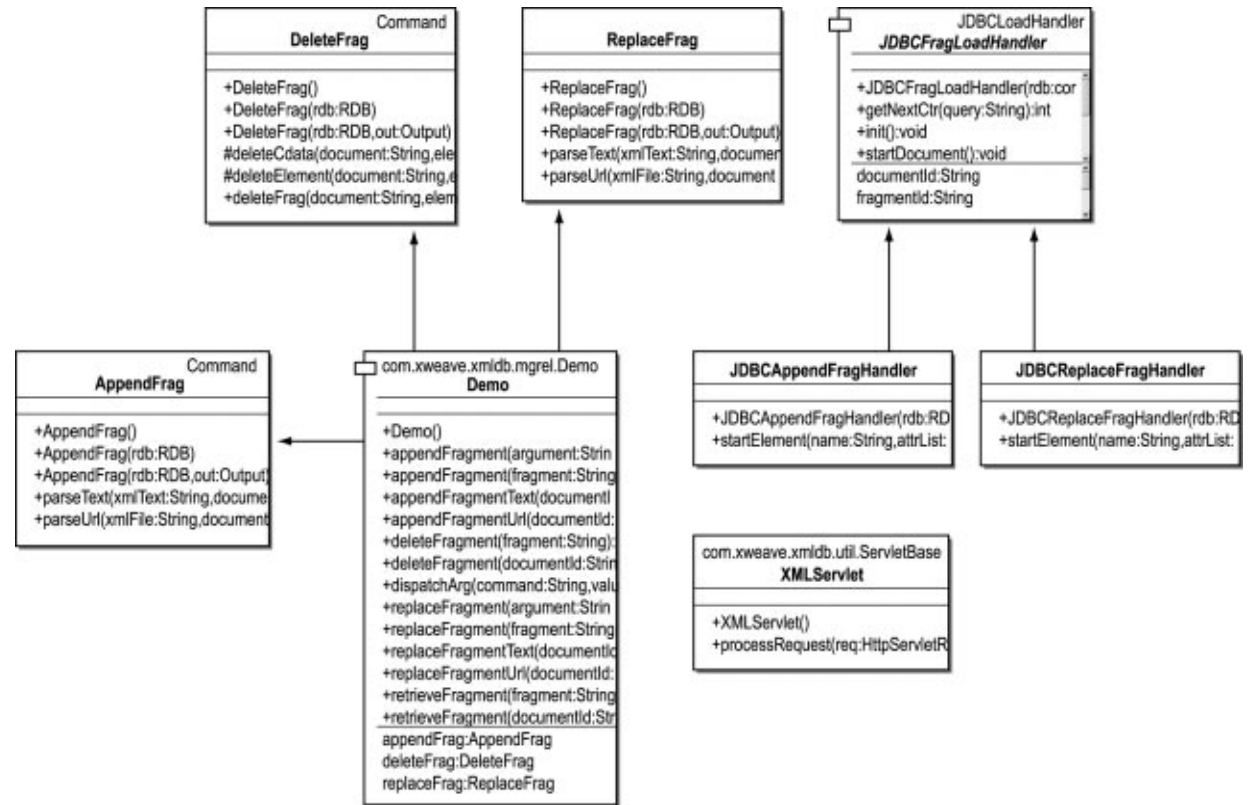 Command
DeleteFrag
+DeleteFrag()
+DeleteFrag(rdb:RDB)
+DeleteFrag(rdb:RDB,out:Output)
#deleteCdata(document:String,ele
#deleteElement(document:String,e
+deleteFrag(document:String,elem
ReplaceFrag
+ReplaceFrag()
+ReplaceFrag(rdb:RDB)
+ReplaceFrag(rdb:RDB,out:Output)
+parseText(xmlText:String,documen
+parseUrl(xmlFile:String,document
JDBCLoadHandler
JDBCFragLoadHandler
+JDBCFragLoadHandler(rdb:cor
+getNextCtr(query:String):int
+init():void
+startDocument():void
documentId:String
fragmentId:String
Command
AppendFrag
+AppendFrag()
+AppendFrag(rdb:RDB)
+AppendFrag(rdb:RDB,out:Output)
+parseText(xmlText:String,docume
+parseUrl(xmlFile:String,document
com.xweave.xmldb.mgrel.Demo
Demo
+Demo()
+appendFragment(argument:Strin
+appendFragment(fragment:String
+appendFragmentText(documentI
+appendFragmentUrl(documentId:
+deleteFragment(fragment:String):
+deleteFragment(documentId:Strin
+dispatchArg(command:String,valu
+replaceFragment(argument:Strin
+replaceFragment(fragment:String
+replaceFragmentText(documentIc
+replaceFragmentUrl(documentId:
+retrieveFragment(fragment:String
+retrieveFragment(documentId:Str
appendFrag:AppendFrag
deleteFrag:DeleteFrag
replaceFrag:ReplaceFrag
JDBCAppendFragHandler
+JDBCAppendFragHandler(rdb:RD
+startElement(name:String,attrList:
JDBCReplaceFragHandler
+JDBCReplaceFragHandler(rdb:RD
+startElement(name:String,attrList:
com.xweave.xmldb.util.ServletBase
XMLServlet
+XMLServlet()
+processRequest(req:HttpServletR